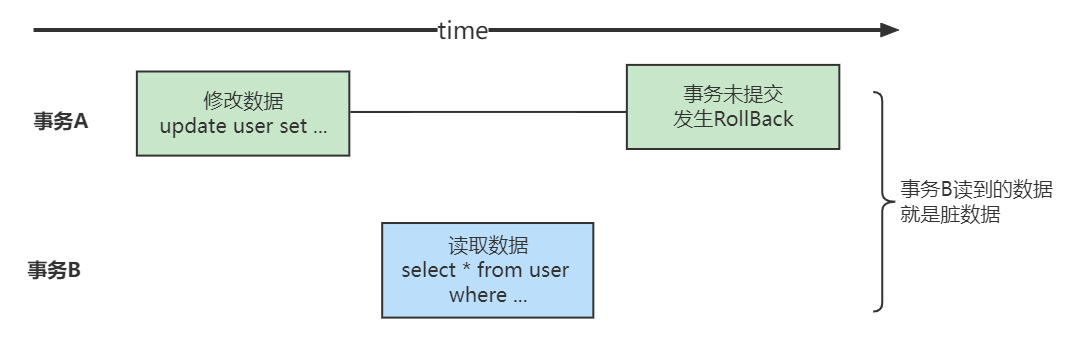 time
事务A
修改数据
update user set ...
事务未提交
发生RollBack
事务B读到的数据
就是脏数据
事务B
读取数据
select * from user
where ...